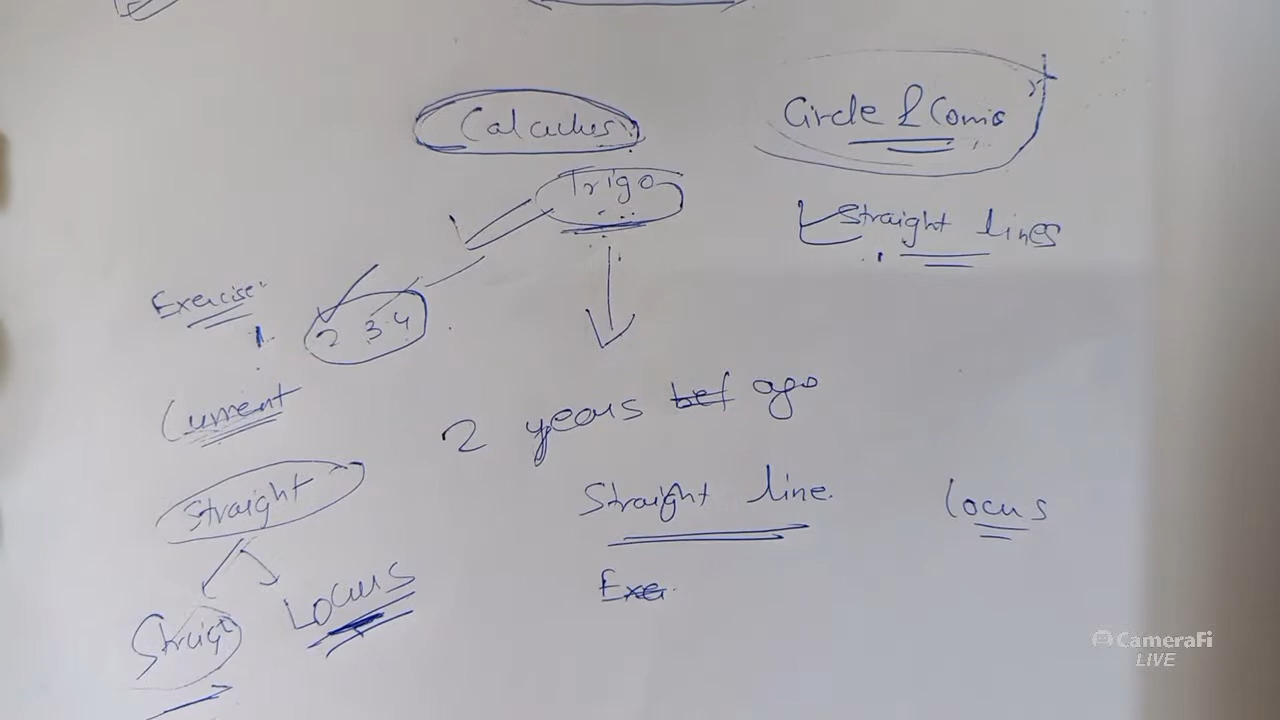 Calculus
Circle & Conic
Trigo
Straight lines
Exercise
2 3 4
Current
2 years bef ago
Straight
Straight line.
Locus
Exe
Locus
Straigt
CameraFi
LIVE